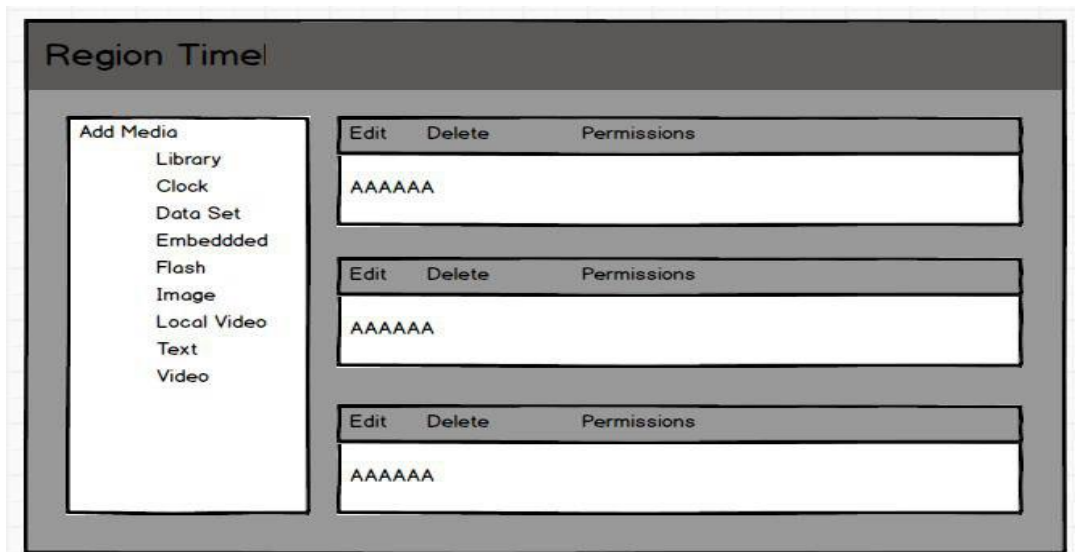 Region Time
Add Media
Library
Clock
Data Set
Embeddded
Flash
Image
Local Video
Text
Video
Edit Delete Permissions
AAAAAA
Edit Delete Permissions
AAAAAA
Edit Delete Permissions
AAAAAA